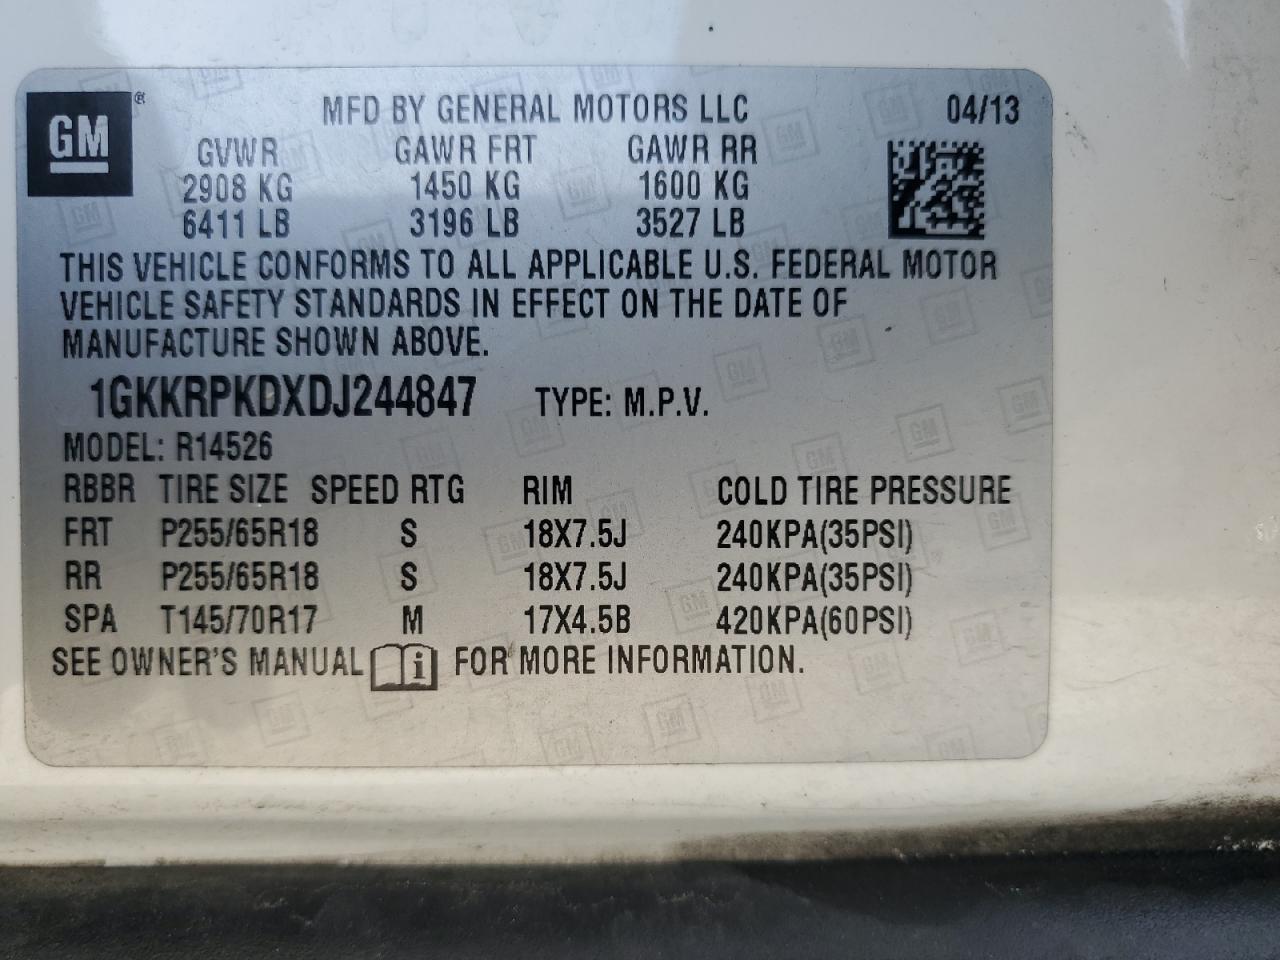 GM ® MFD BY GENERAL MOTORS LLC 04/13
GVWR GAWR FRT GAWR RR
2908 KG 1450 KG 1600 KG
6411 LB 3196 LB 3527 LB
THIS VEHICLE CONFORMS TO ALL APPLICABLE U.S. FEDERAL MOTOR
VEHICLE SAFETY STANDARDS IN EFFECT ON THE DATE OF
MANUFACTURE SHOWN ABOVE.
1GKKRPKDXDJ244847 TYPE: M.P.V.
MODEL: R14526
RBBR TIRE SIZE SPEED RTG RIM COLD TIRE PRESSURE
FRT P255/65R18 S 18X7.5J 240KPA(35PSI)
RR P255/65R18 S 18X7.5J 240KPA(35PSI)
SPA T145/70R17 M 17X4.5B 420KPA(60PSI)
SEE OWNER'S MANUAL i FOR MORE INFORMATION.